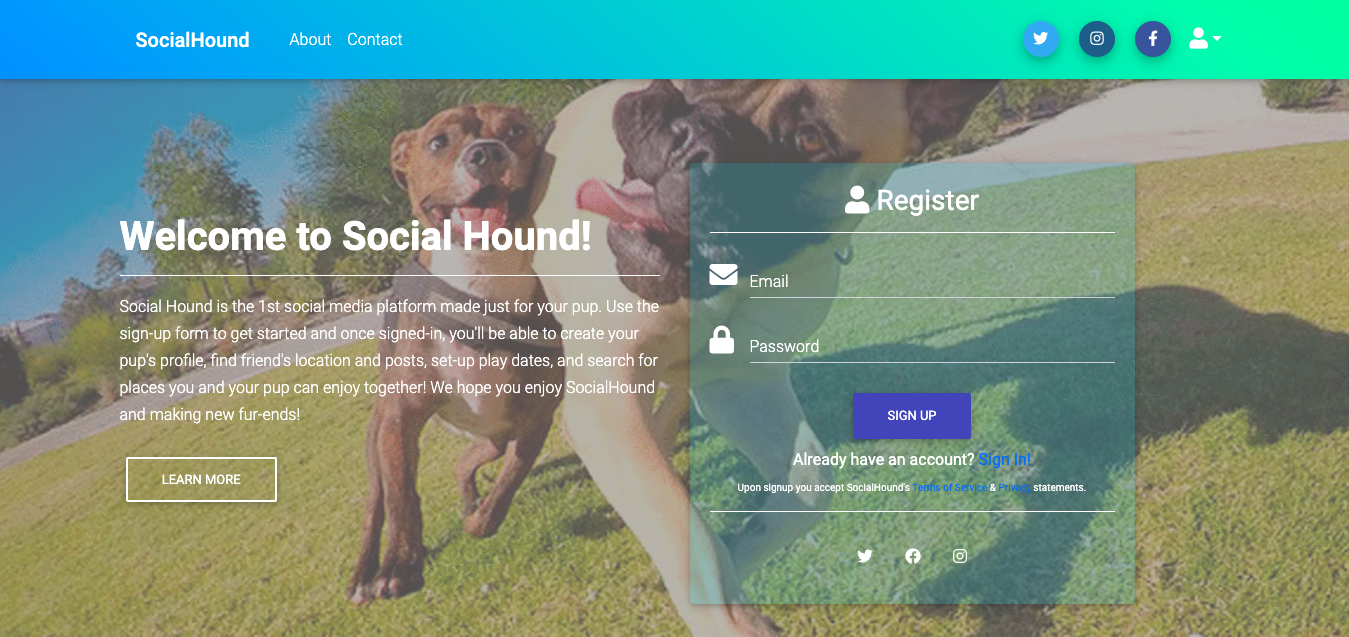 SocialHound About Contact
Welcome to Social Hound!
Social Hound is the 1st social media platform made just for your pup. Use the
sign-up form to get started and once signed-in, you'll be able to create your
pup's profile, find friend's location and posts, set-up play dates, and search for
places you and your pup can enjoy together! We hope you enjoy SocialHound
and making new fur-ends!
LEARN MORE
Register
Email
Password
SIGN UP
Already have an account? Sign In!
Upon signup you accept SocialHound's Terms of Service & Privacy statements.